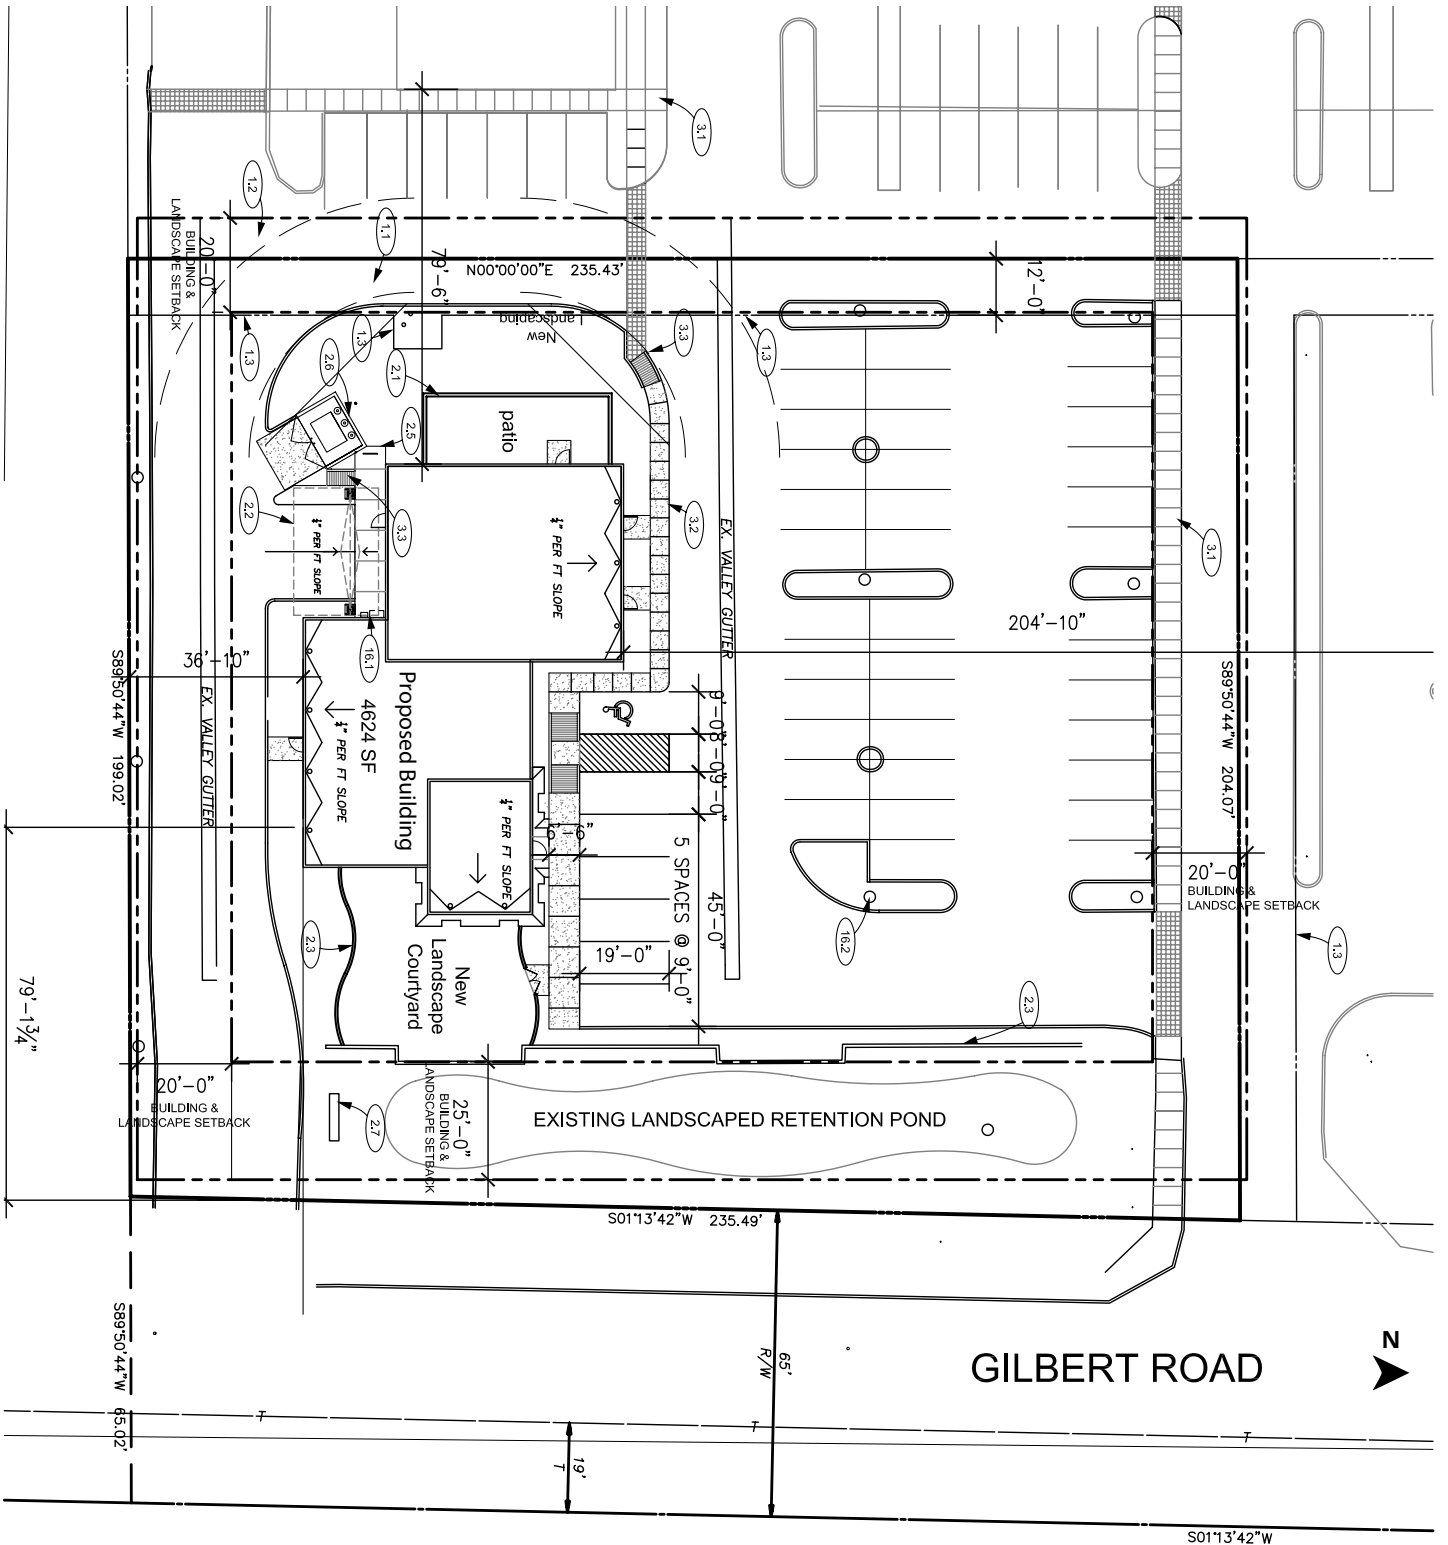 3.1
1.2
1.1
20'-0"
BUILDING &
LANDSCAPE SETBACK
79'-6"
N00°00'00"E 235.43'
12'-0"
1.3
1.3
2.6
2.1
New
Landscaping
3.3
1.3
2.5
patio
2.2
3.3
¼" PER FT SLOPE
¼" PER FT SLOPE
3.2
EX. VALLEY GUTTER
3.1
204'-10"
36'-10"
16.1
S89°50'44"W 199.02'
EX. VALLEY GUTTER
Proposed Building
4624 SF
¼" PER FT SLOPE
¼" PER FT SLOPE
9'-0"
8'-0"
9'-0"
6'-6"
5 SPACES @ 9'-0"
45'-0"
19'-0"
S89°50'44"W 204.07'
20'-0"
BUILDING &
LANDSCAPE SETBACK
16.2
1.3
2.3
New
Landscape
Courtyard
2.3
79'-1¾"
20'-0"
BUILDING &
LANDSCAPE SETBACK
2.7
25'-0"
BUILDING &
LANDSCAPE SETBACK
EXISTING LANDSCAPED RETENTION POND
S01°13'42"W 235.49'
S89°50'44"W 65.02'
65'
R/W
GILBERT ROAD
N
T
T
T
19'
T
S01°13'42"W